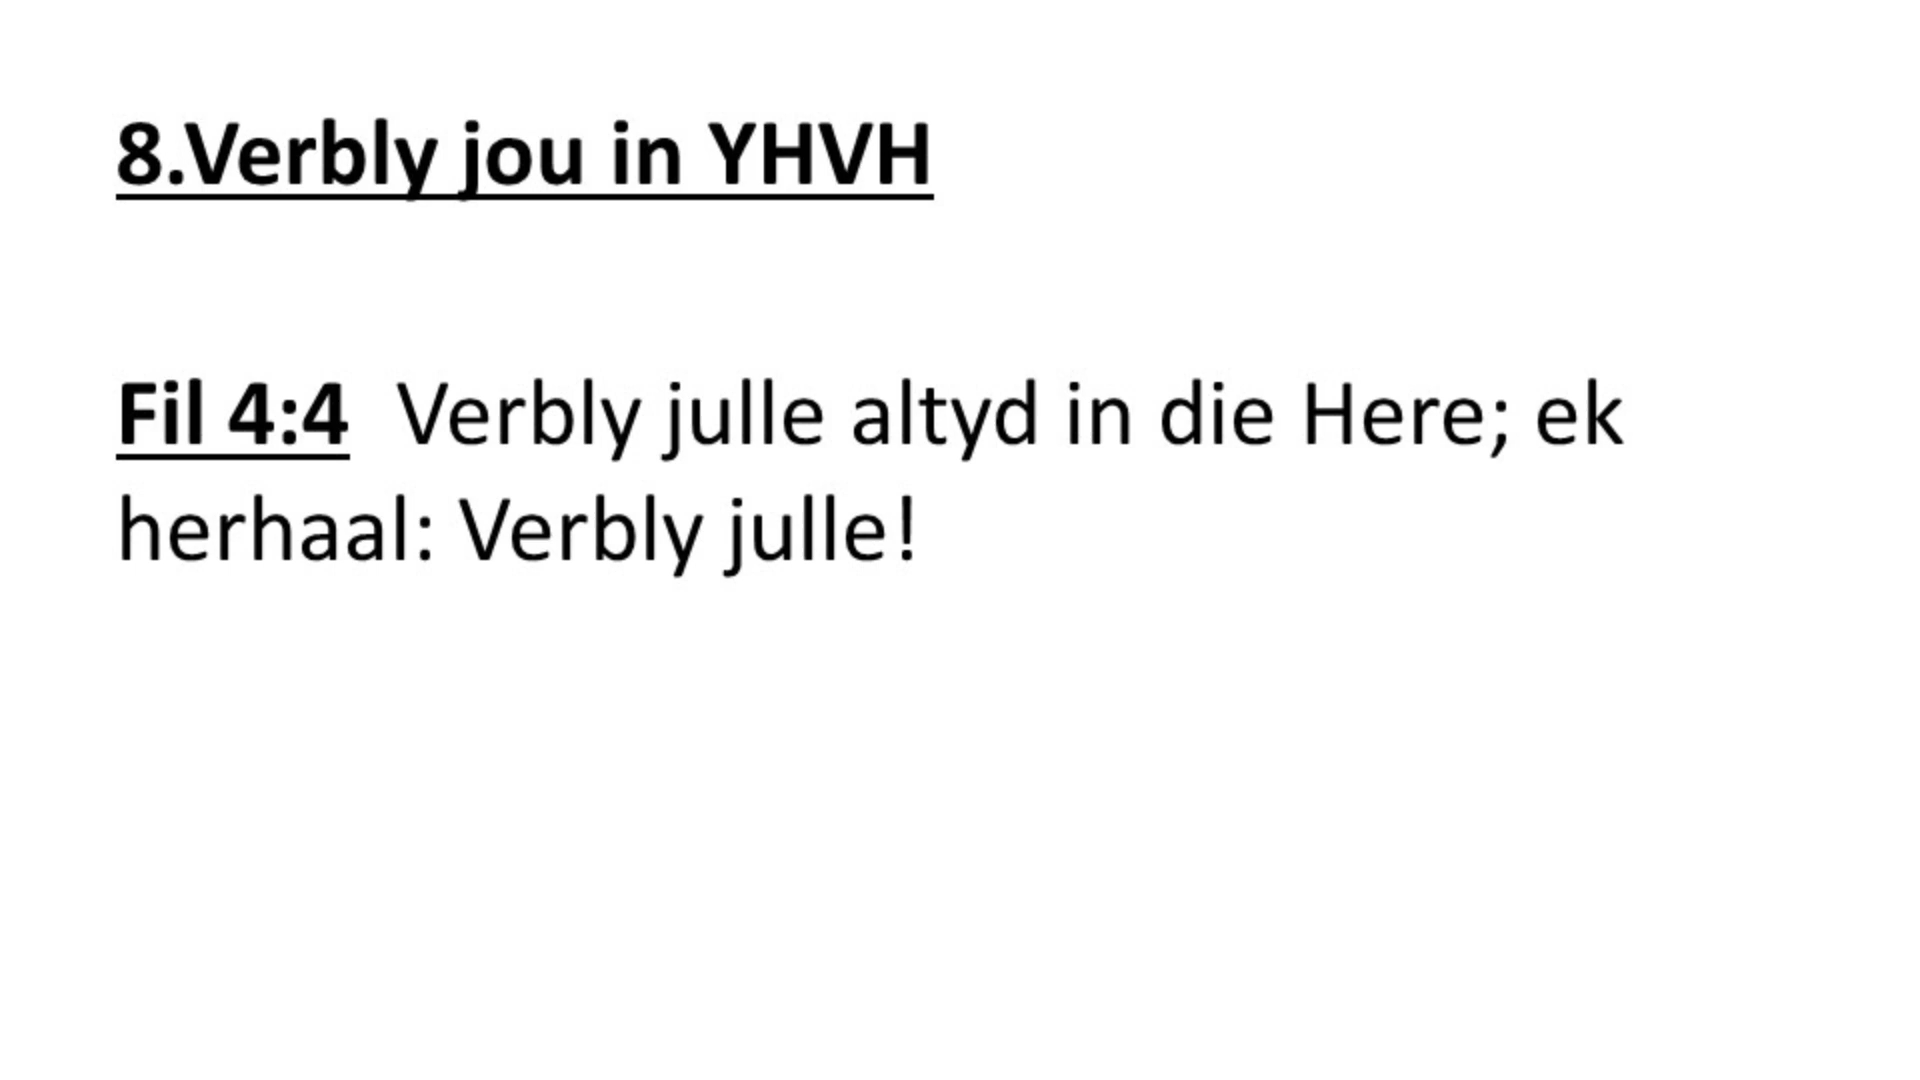 8.Verbly jou in YHVH
Fil 4:4  Verbly julle altyd in die Here; ek
herhaal: Verbly julle!